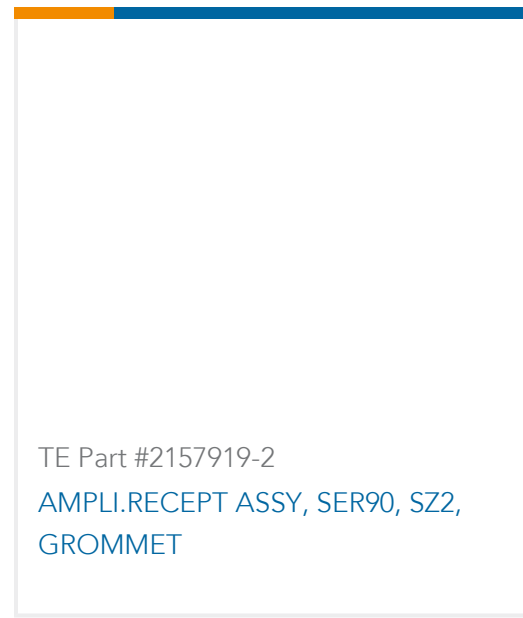 TE Part #2157919-2
AMPLI.RECEPT ASSY, SER90, SZ2,
GROMMET